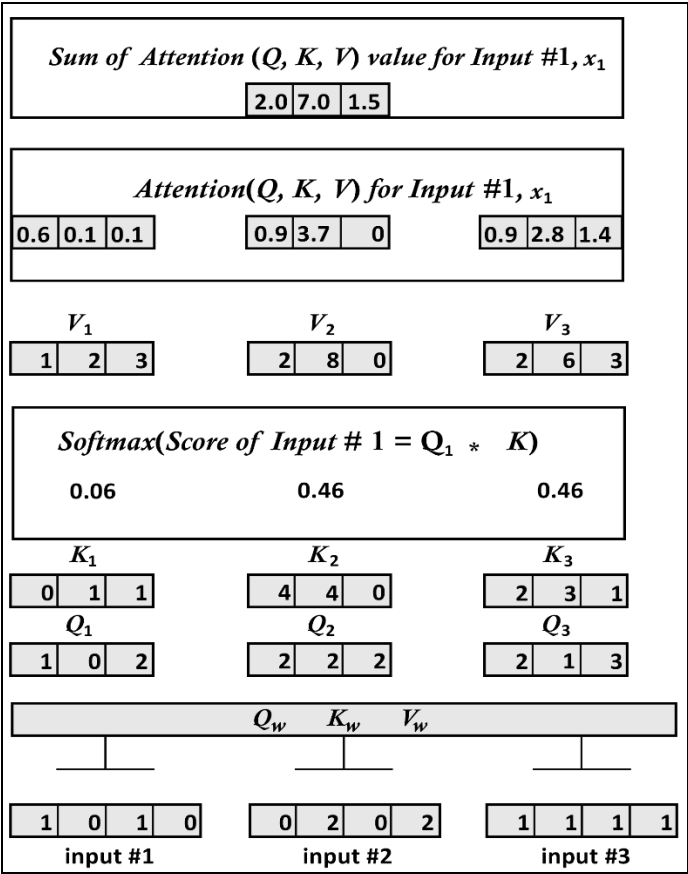 Sum of Attention (Q, K, V) value for Input #1, x₁
2.0 7.0 1.5
Attention(Q, K, V) for Input #1, x₁
0.6 0.1 0.1 0.9 3.7 0 0.9 2.8 1.4
V₁ V₂ V₃
1 2 3 2 8 0 2 6 3
Softmax(Score of Input # 1 = Q₁ * K)
0.06 0.46 0.46
K₁ K₂ K₃
0 1 1 4 4 0 2 3 1
Q₁ Q₂ Q₃
1 0 2 2 2 2 2 1 3
Qw Kw Vw
1 0 1 0 0 2 0 2 1 1 1 1
input #1 input #2 input #3